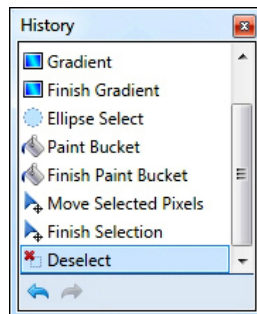 History
Gradient
Finish Gradient
Ellipse Select
Paint Bucket
Finish Paint Bucket
Move Selected Pixels
Finish Selection
Deselect